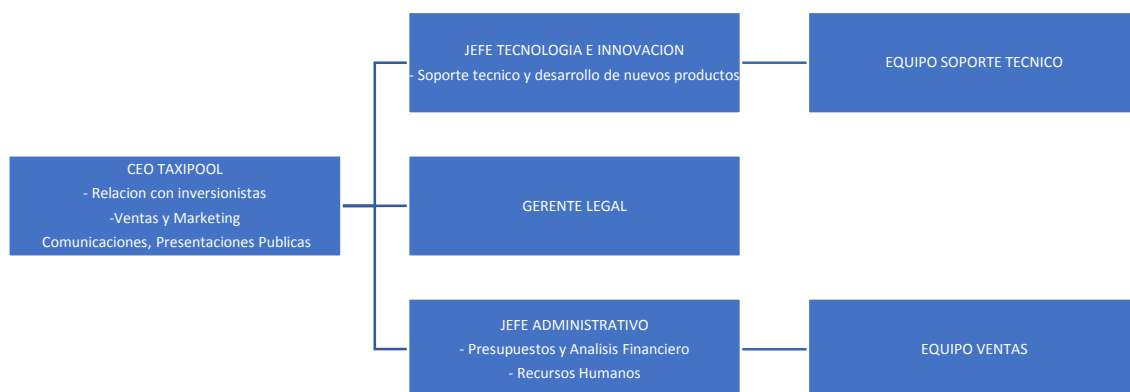 JEFE TECNOLOGIA E INNOVACION
- Soporte tecnico y desarrollo de nuevos productos
EQUIPO SOPORTE TECNICO
CEO TAXIPOOL
- Relacion con inversionistas
-Ventas y Marketing
Comunicaciones, Presentaciones Publicas
GERENTE LEGAL
JEFE ADMINISTRATIVO
- Presupuestos y Analisis Financiero
- Recursos Humanos
EQUIPO VENTAS